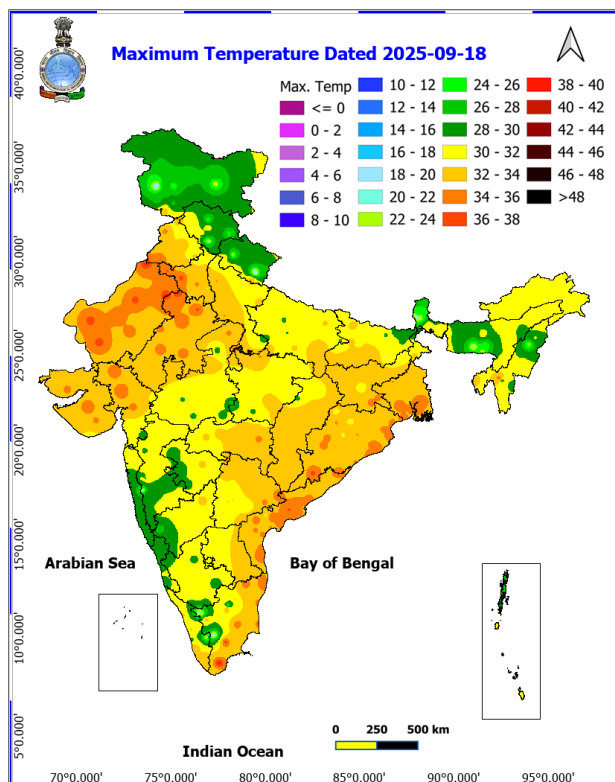 Maximum Temperature Dated 2025-09-18
Max. Temp
<= 0
0 - 2
2 - 4
4 - 6
6 - 8
8 - 10
10 - 12
12 - 14
14 - 16
16 - 18
18 - 20
20 - 22
22 - 24
24 - 26
26 - 28
28 - 30
30 - 32
32 - 34
34 - 36
36 - 38
38 - 40
40 - 42
42 - 44
44 - 46
46 - 48
>48
40°0.000'
35°0.000'
30°0.000'
25°0.000'
20°0.000'
15°0.000'
10°0.000'
5°0.000'
Arabian Sea
Bay of Bengal
Indian Ocean
0 250 500 km
70°0.000' 75°0.000' 80°0.000' 85°0.000' 90°0.000' 95°0.000'